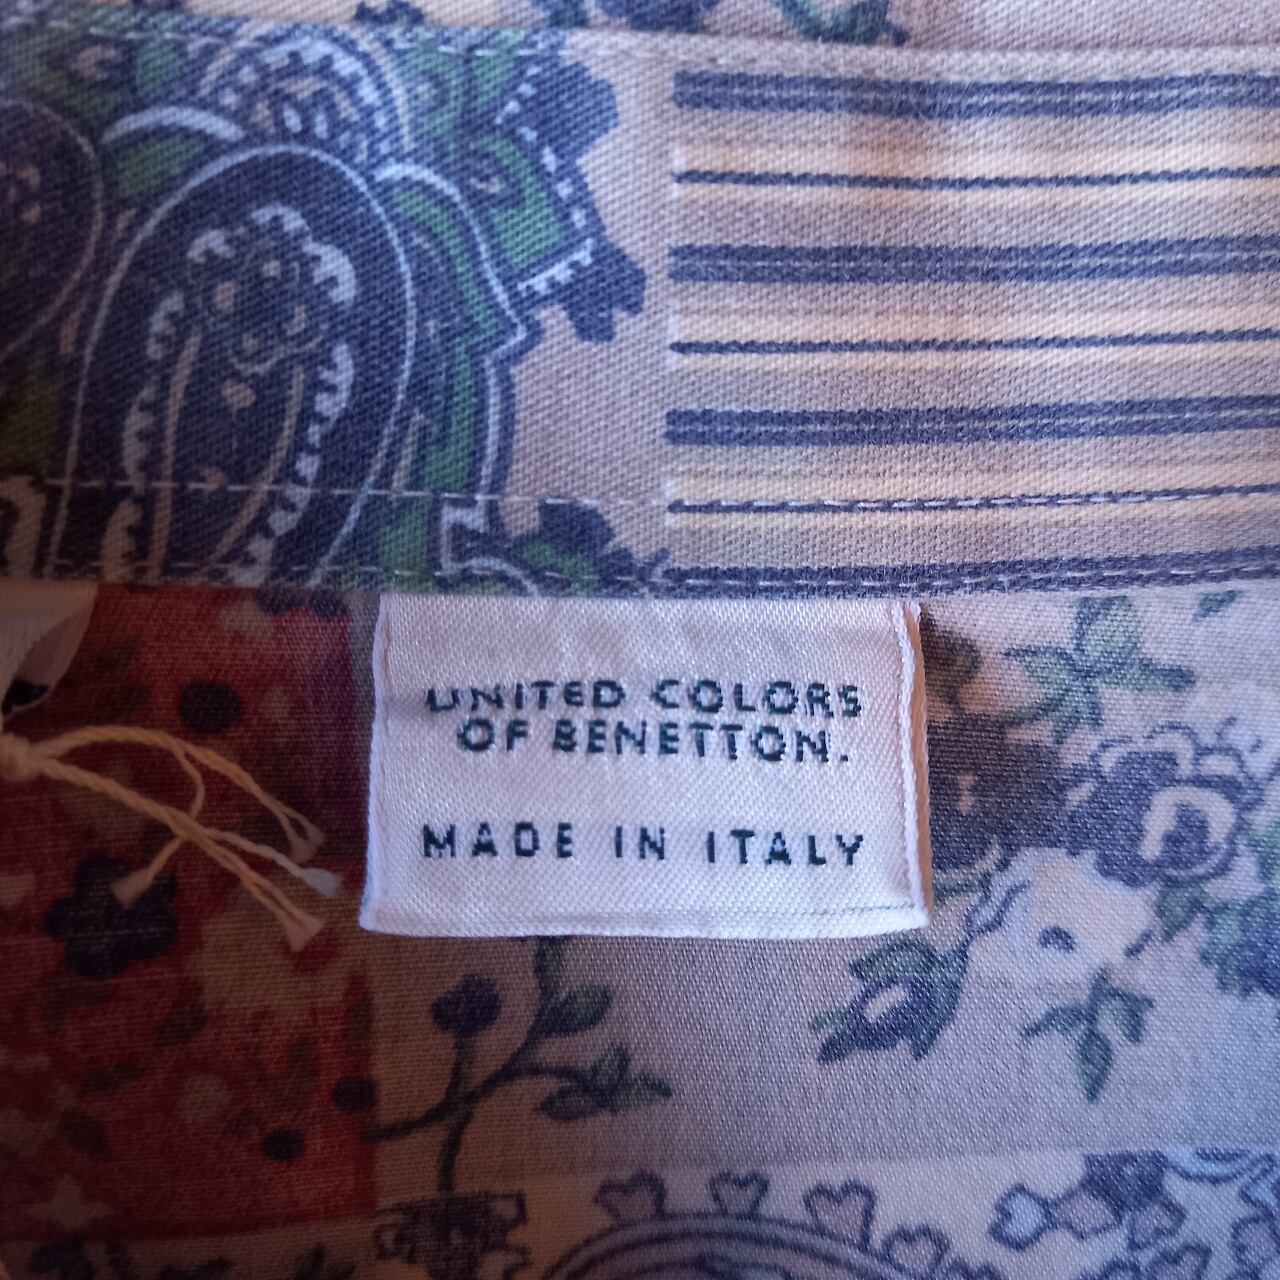 UNITED COLORS
OF BENETTON.
MADE IN ITALY